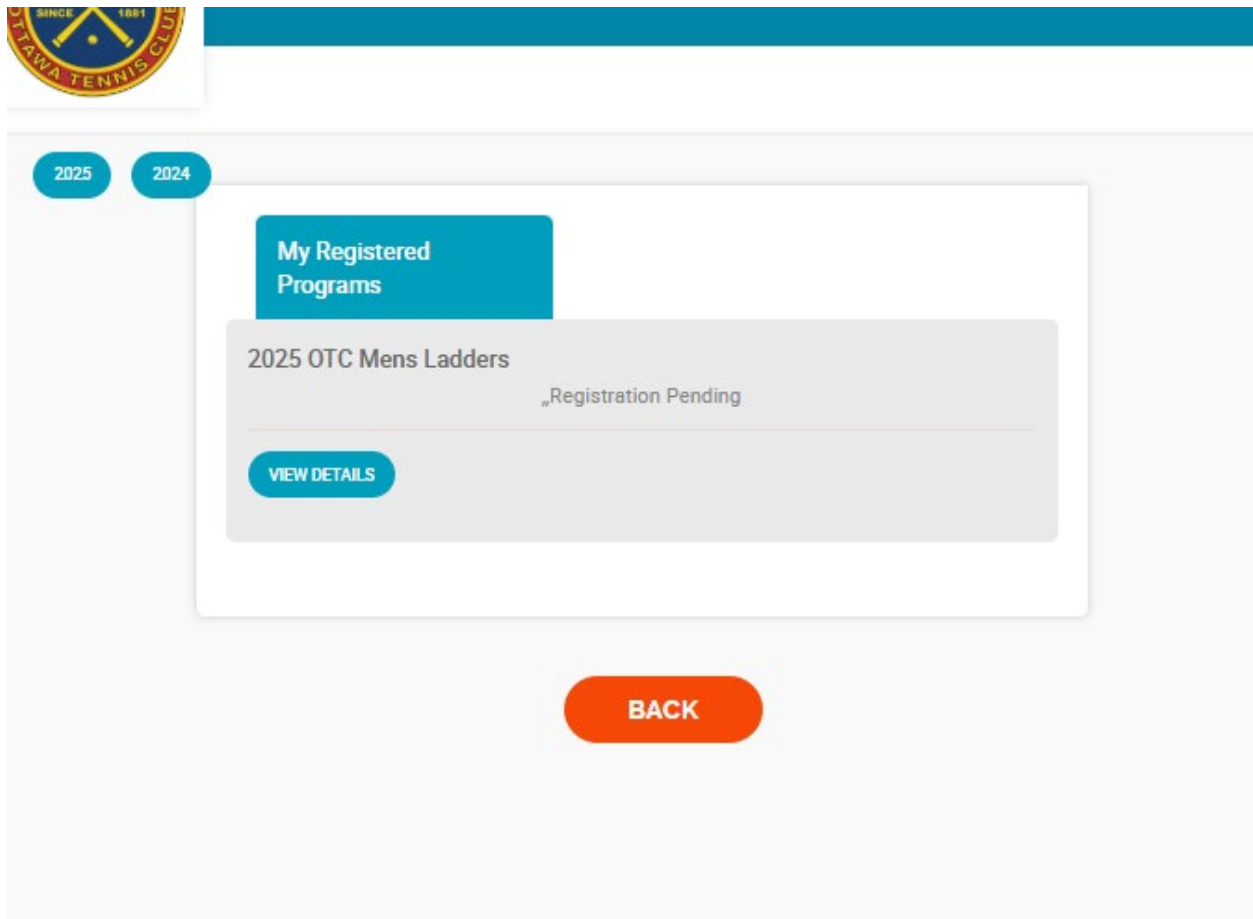 SINCE 1881
OTTAWA TENNIS CLUB
2025 2024
My Registered
Programs
2025 OTC Mens Ladders
„Registration Pending
VIEW DETAILS
BACK